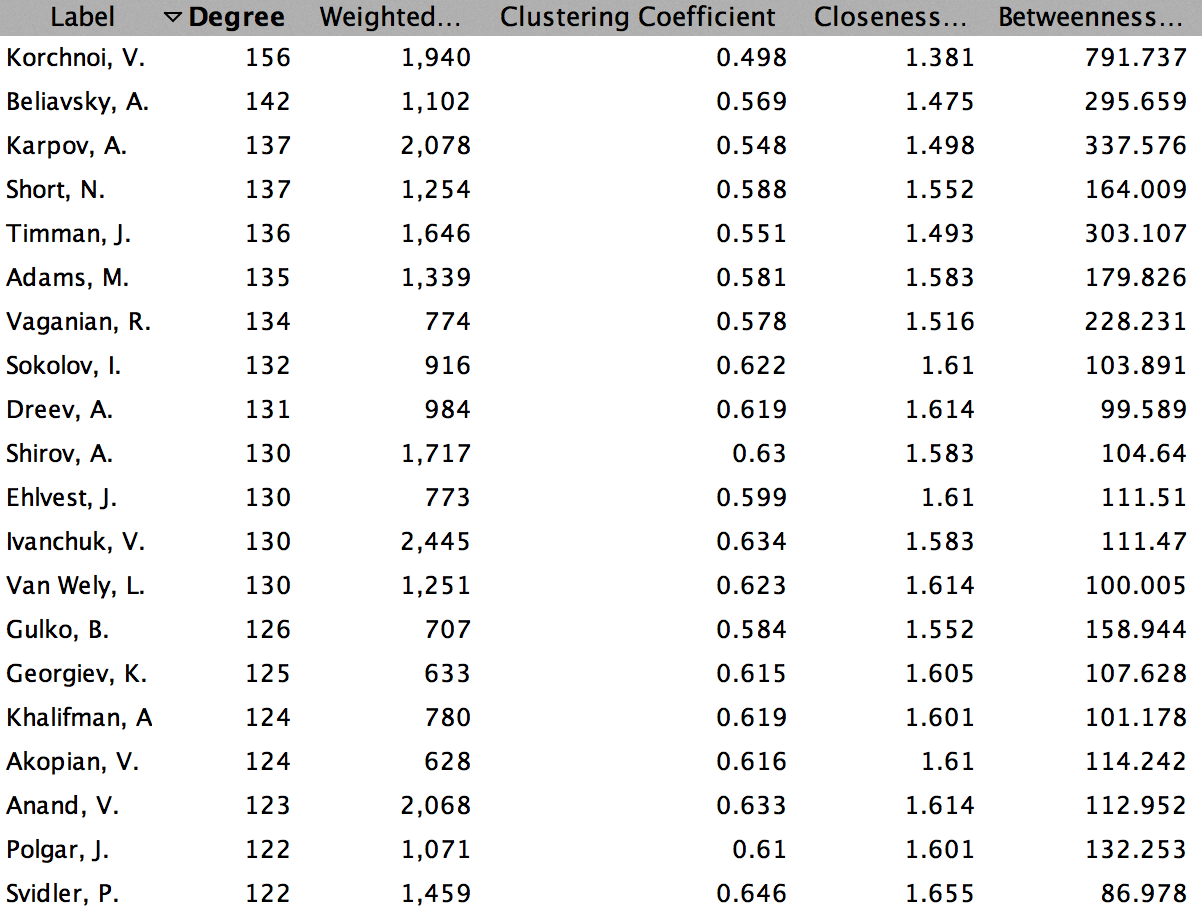 Label Degree Weighted... Clustering Coefficient Closeness... Betweenness...
Korchnoi, V. 156 1,940 0.498 1.381 791.737
Beliavsky, A. 142 1,102 0.569 1.475 295.659
Karpov, A. 137 2,078 0.548 1.498 337.576
Short, N. 137 1,254 0.588 1.552 164.009
Timman, J. 136 1,646 0.551 1.493 303.107
Adams, M. 135 1,339 0.581 1.583 179.826
Vaganian, R. 134 774 0.578 1.516 228.231
Sokolov, I. 132 916 0.622 1.61 103.891
Dreev, A. 131 984 0.619 1.614 99.589
Shirov, A. 130 1,717 0.63 1.583 104.64
Ehlvest, J. 130 773 0.599 1.61 111.51
Ivanchuk, V. 130 2,445 0.634 1.583 111.47
Van Wely, L. 130 1,251 0.623 1.614 100.005
Gulko, B. 126 707 0.584 1.552 158.944
Georgiev, K. 125 633 0.615 1.605 107.628
Khalifman, A 124 780 0.619 1.601 101.178
Akopian, V. 124 628 0.616 1.61 114.242
Anand, V. 123 2,068 0.633 1.614 112.952
Polgar, J. 122 1,071 0.61 1.601 132.253
Svidler, P. 122 1,459 0.646 1.655 86.978